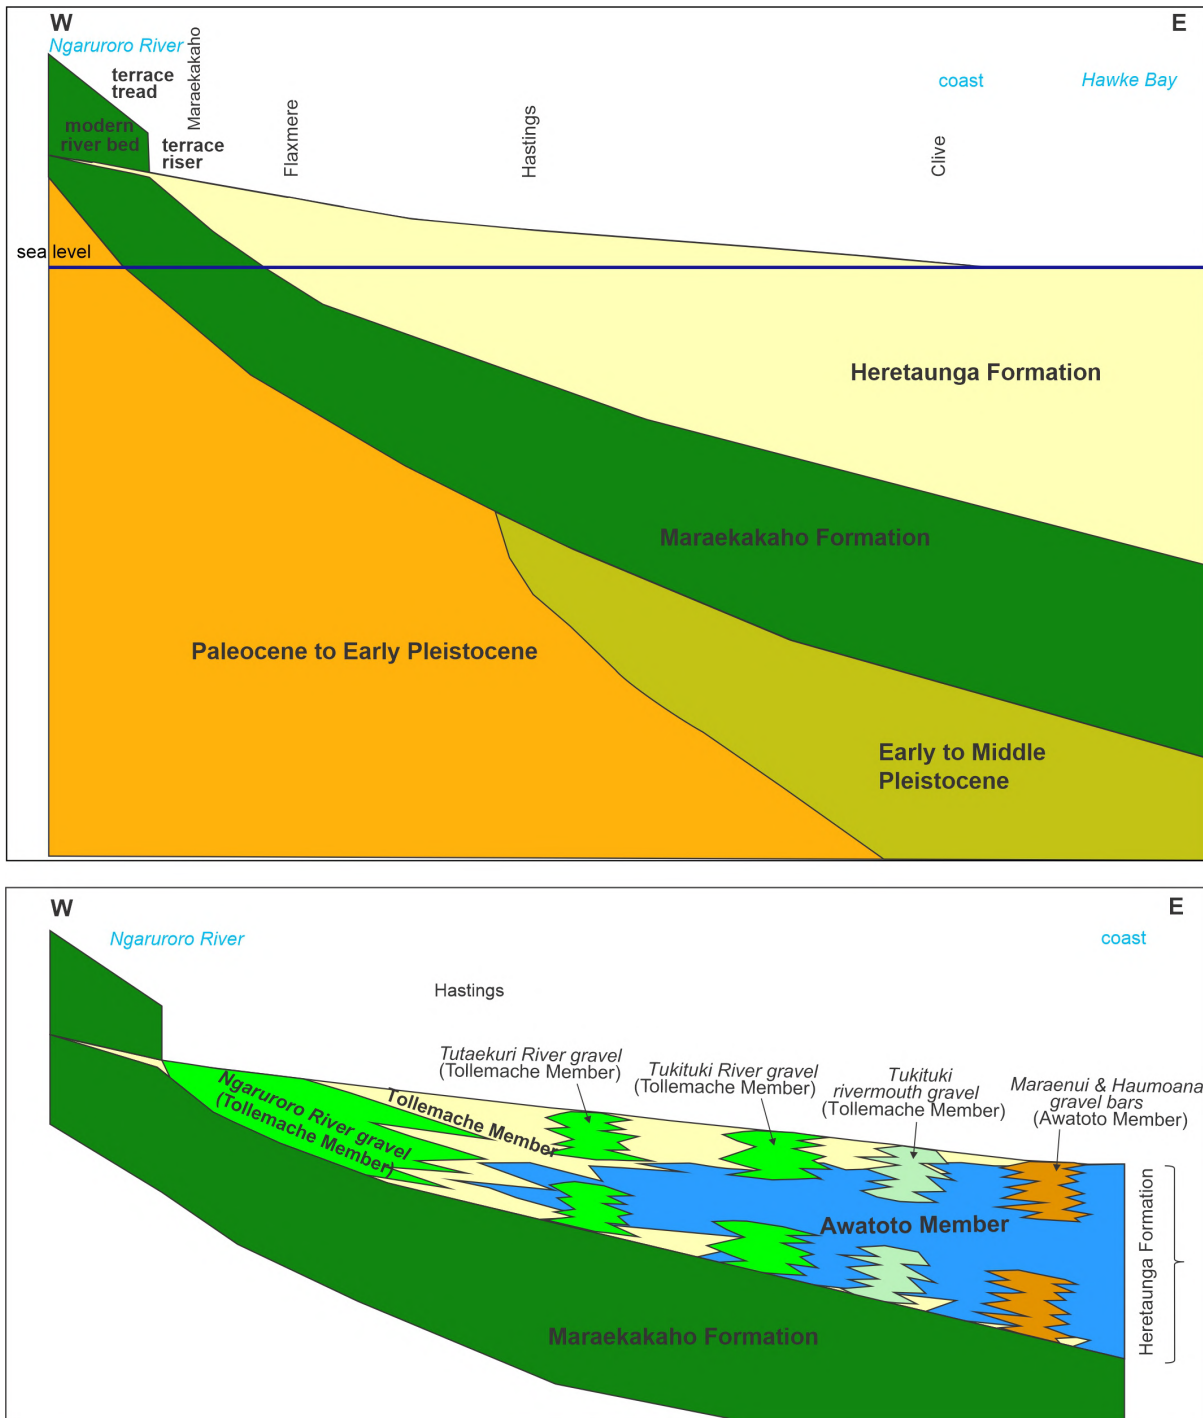 W
E
Ngaruroro River
terrace
tread
Maraekakaho
coast
Hawke Bay
modern
river bed
terrace
riser
Flaxmere
Hastings
Clive
sea level
Heretaunga Formation
Maraekakaho Formation
Paleocene to Early Pleistocene
Early to Middle
Pleistocene
W
E
Ngaruroro River
coast
Hastings
Tutaekuri River gravel
(Tollemache Member)
Tukituki River gravel
(Tollemache Member)
Tukituki
rivermouth gravel
(Tollemache Member)
Maraenui & Haumoana
gravel bars
(Awatoto Member)
Ngaruroro River gravel
(Tollemache Member)
Tollemache Member
Awatoto Member
Heretaunga Formation
Maraekakaho Formation